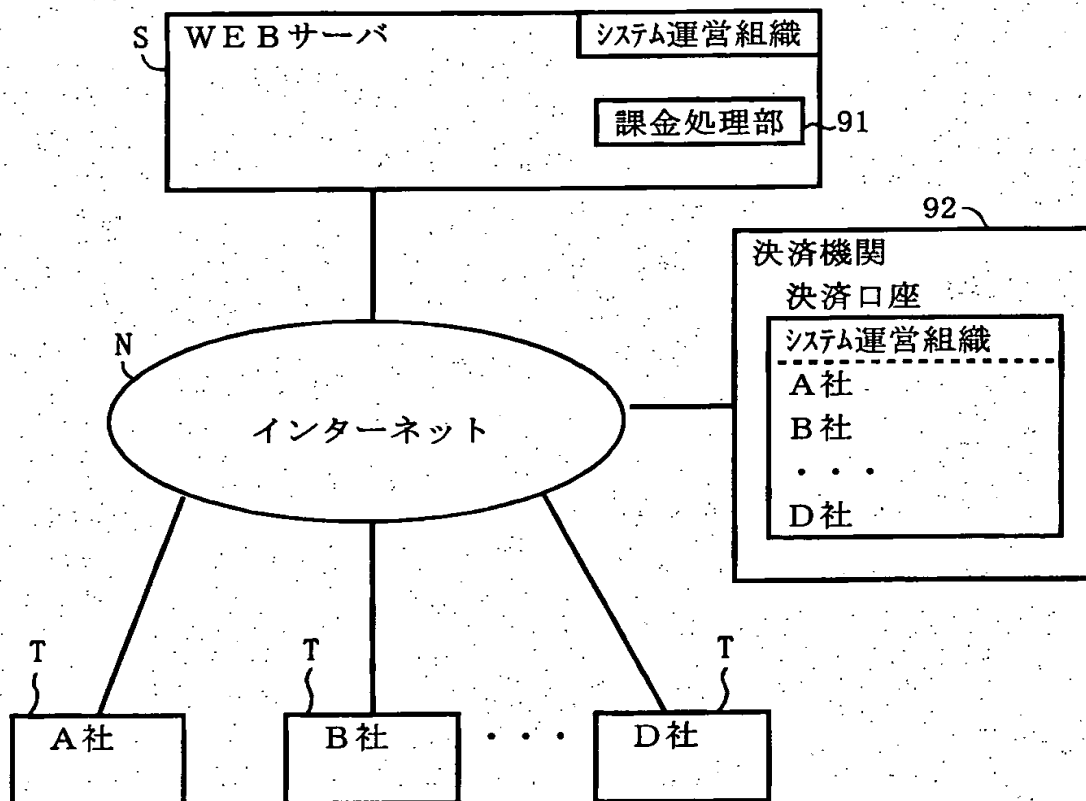 S
WEBサーバ
システム運営組織
課金処理部
91
92
決済機関
決済口座
システム運営組織
A社
B社
・・・
D社
N
インターネット
T
T
T
A社
B社
・・・
D社